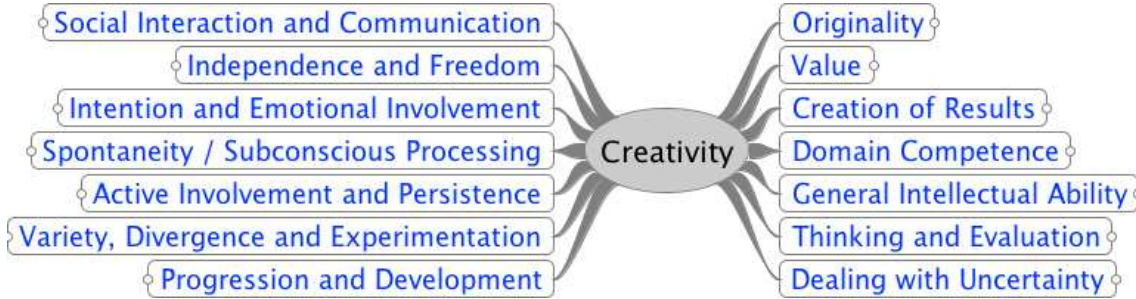 Social Interaction and Communication
Independence and Freedom
Intention and Emotional Involvement
Spontaneity / Subconscious Processing
Active Involvement and Persistence
Variety, Divergence and Experimentation
Progression and Development
Creativity
Originality
Value
Creation of Results
Domain Competence
General Intellectual Ability
Thinking and Evaluation
Dealing with Uncertainty